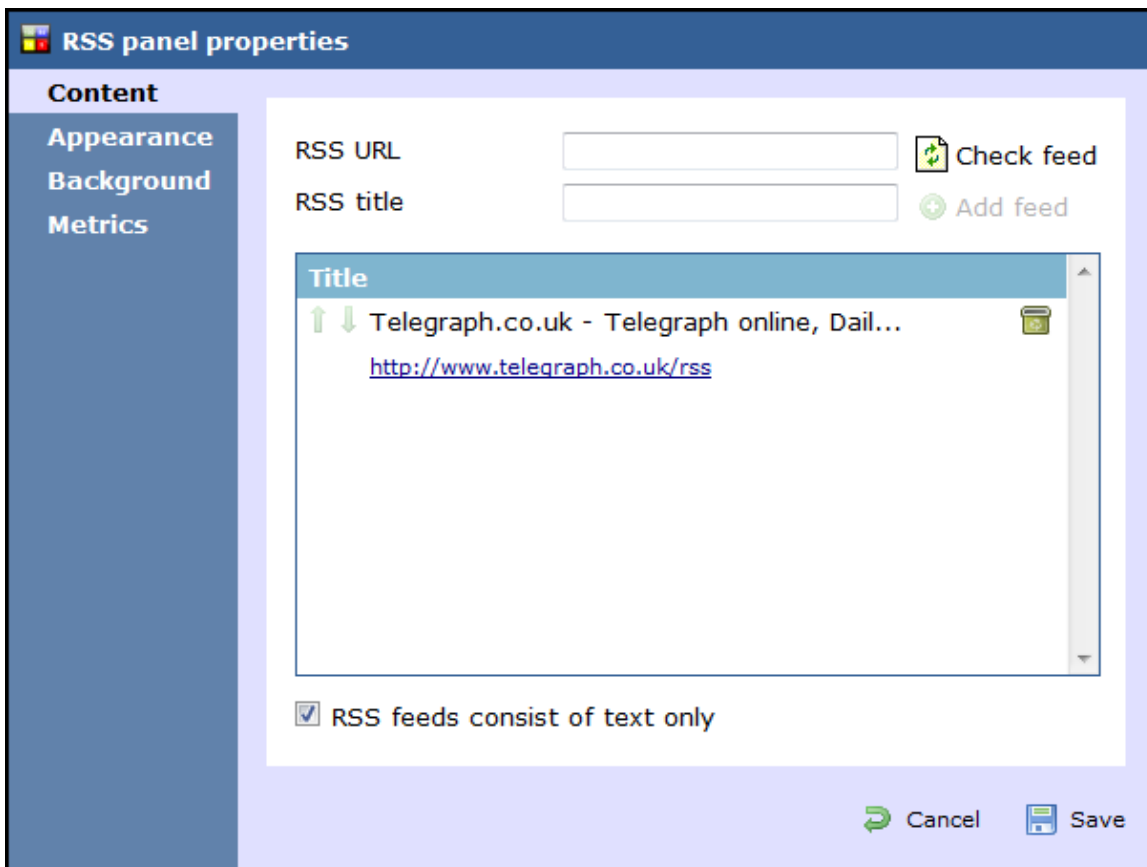 RSS panel properties
Content
Appearance
Background
Metrics
RSS URL
Check feed
RSS title
Add feed
Title
Telegraph.co.uk - Telegraph online, Dail...
http://www.telegraph.co.uk/rss
RSS feeds consist of text only
Cancel
Save